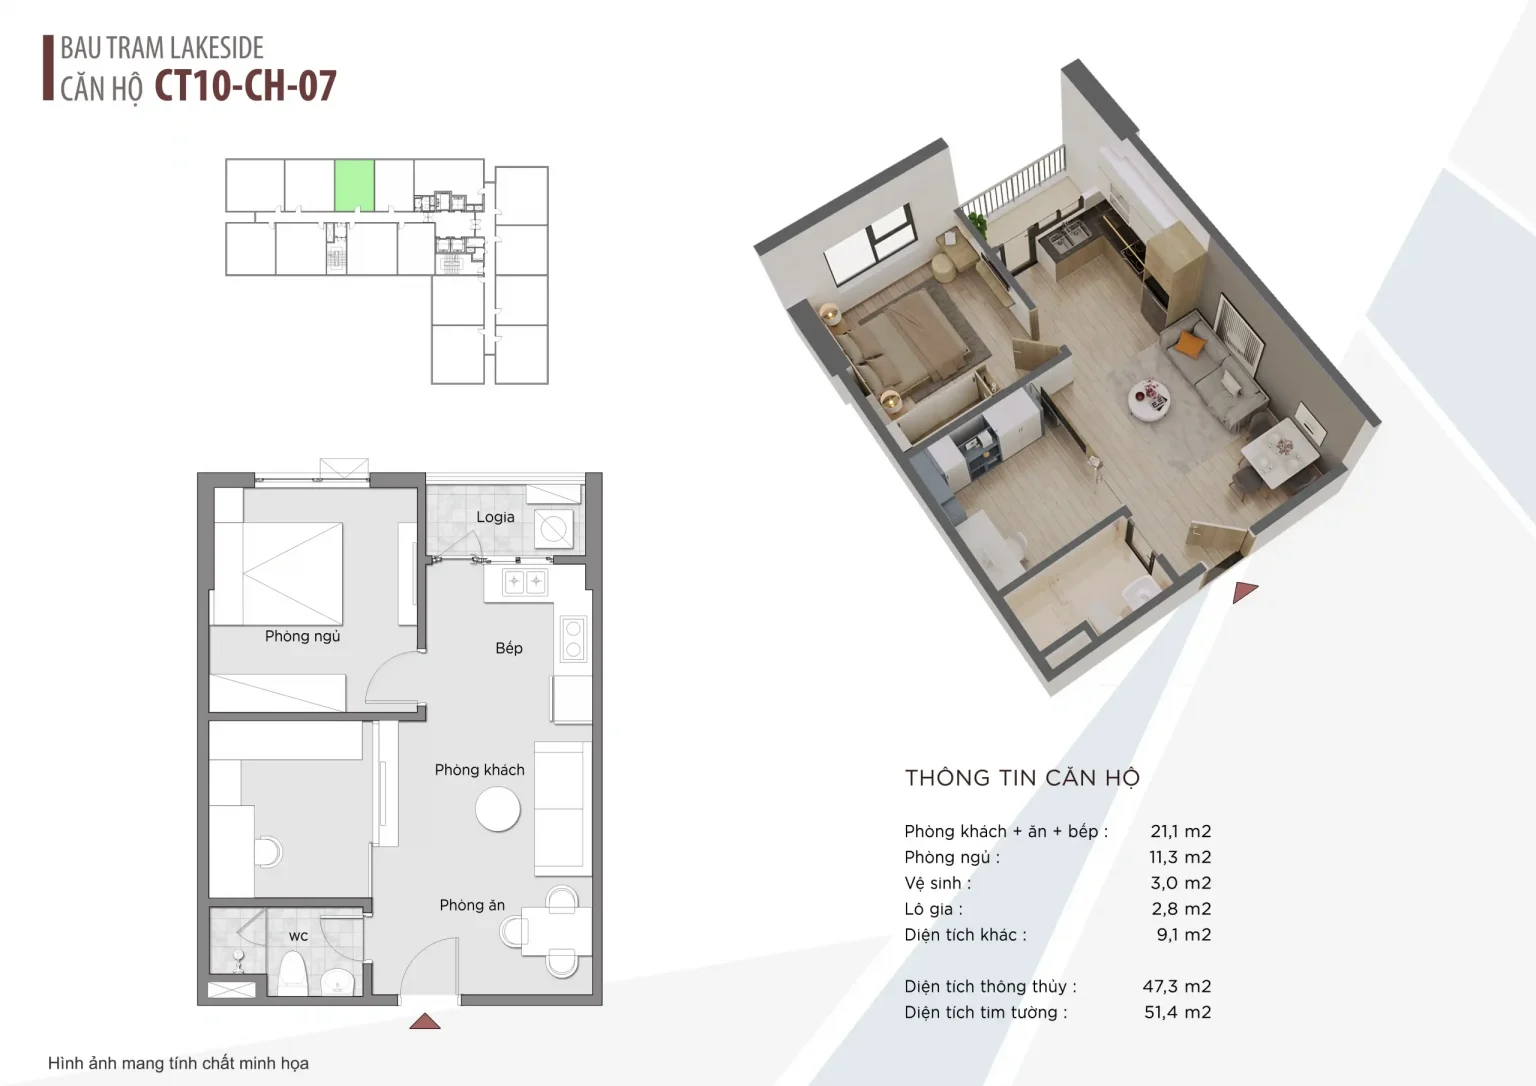 BAU TRAM LAKESIDE
CĂN HỘ CT10-CH-07
Logia
Phòng ngủ
Bếp
Phòng khách
Phòng ăn
wc
THÔNG TIN CĂN HỘ
Phòng khách + ăn + bếp : 21,1 m2
Phòng ngủ : 11,3 m2
Vệ sinh : 3,0 m2
Lô gia : 2,8 m2
Diện tích khác : 9,1 m2
Diện tích thông thủy : 47,3 m2
Diện tích tim tường : 51,4 m2
Hình ảnh mang tính chất minh họa